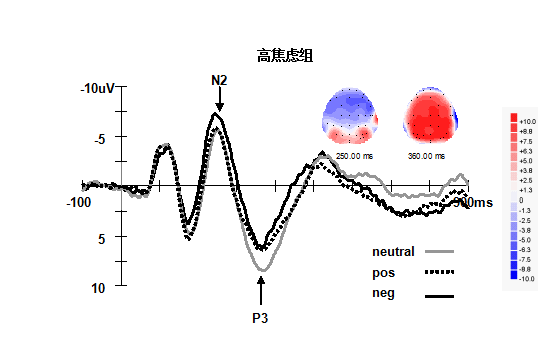 高焦虑组
N2
-10uV
-5
-100
5
10
P3
250.00 ms
360.00 ms
00ms
neutral
pos
neg
+10.0
+8.8
+7.5
+6.3
+5.0
+3.8
+2.5
+1.3
0
-1.3
-2.5
-3.8
-5.0
-6.3
-7.5
-8.8
-10.0